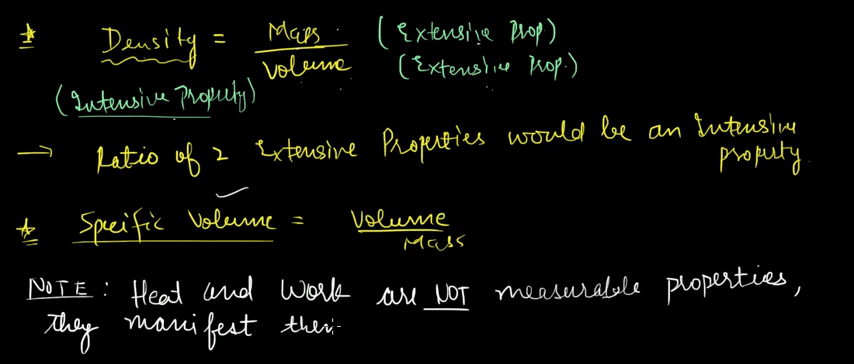 * Density = Mass (Extensive Prop)
Volume (Extensive Prop.)
(Intensive Property)
→ Ratio of 2 Extensive Properties would be an Intensive
property
* Specific Volume = Volume
Mass
NOTE: Heat and Work are NOT measurable properties,
they manifest thei